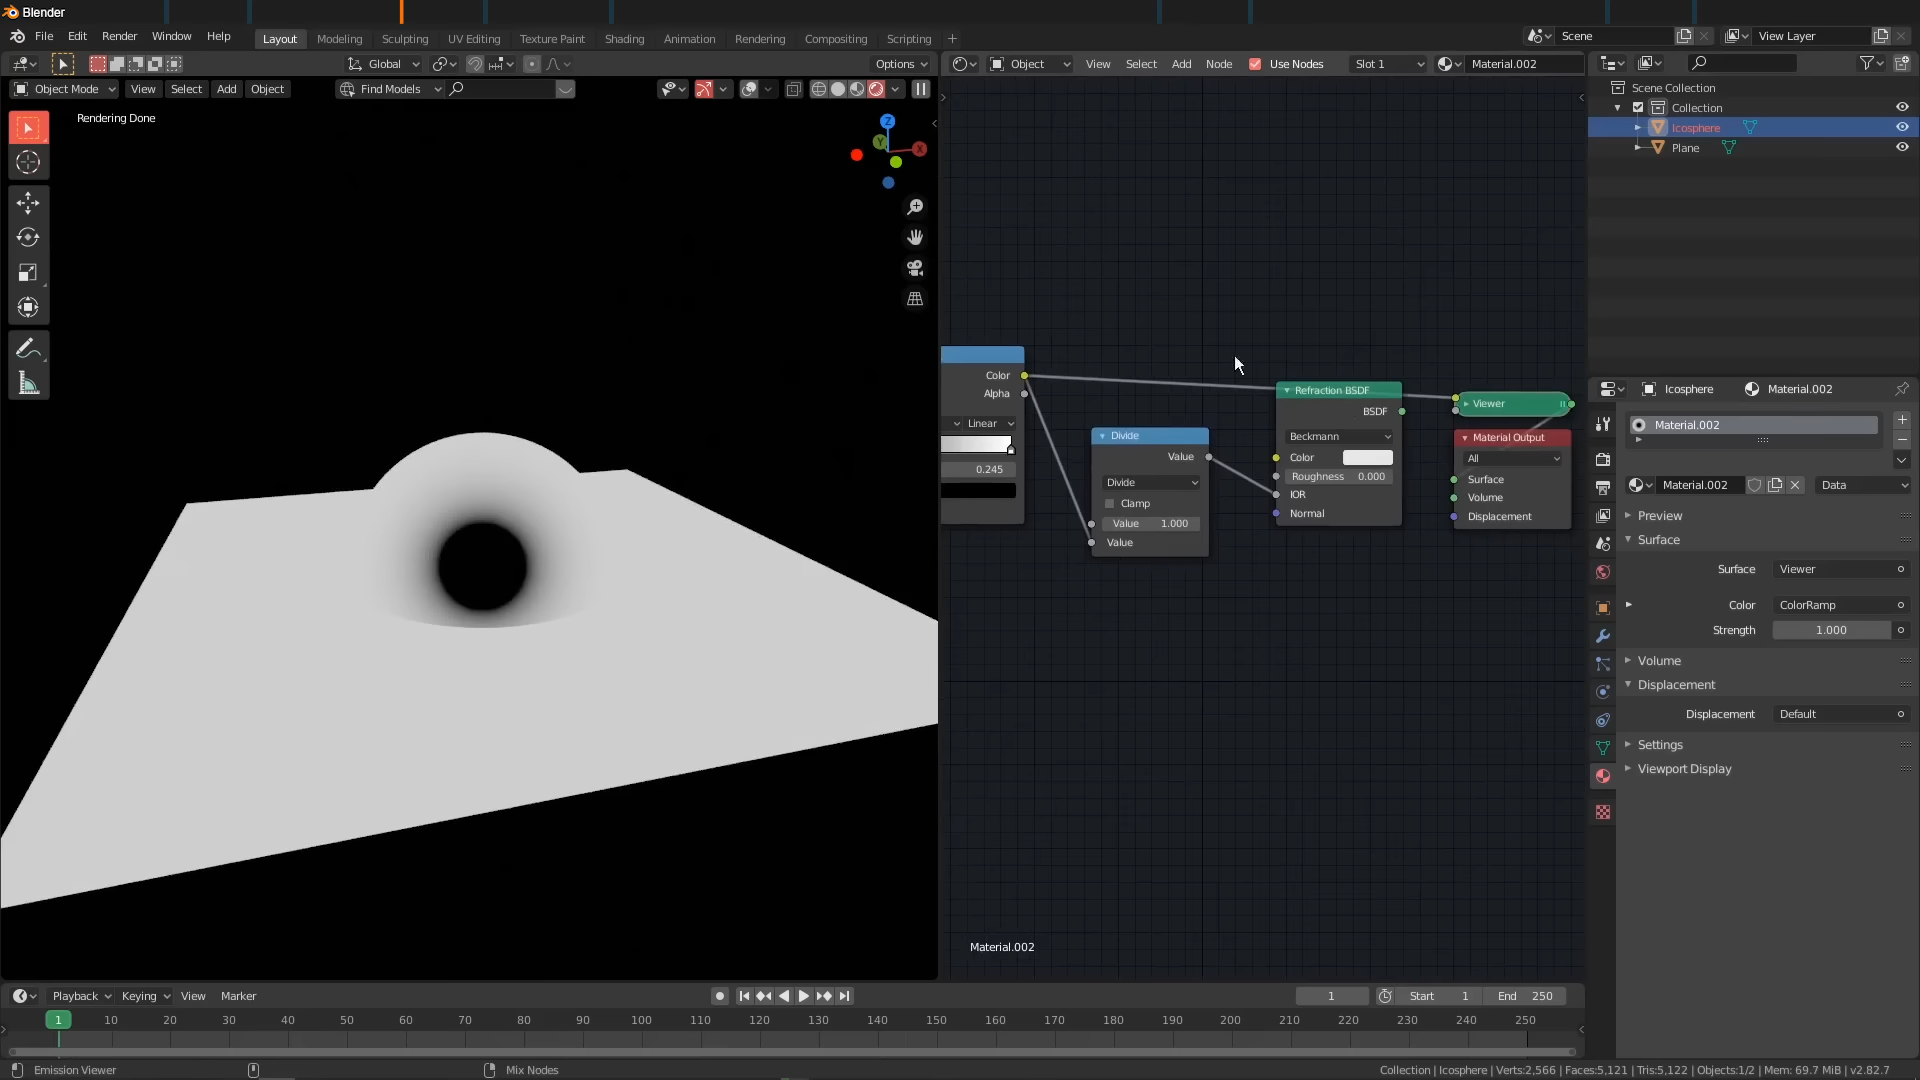 Blender
File Edit Render Window Help
Layout Modeling Sculpting UV Editing Texture Paint Shading Animation Rendering Compositing Scripting +
Scene
View Layer
Global
Options
Object
View Select Add Node
Use Nodes
Slot 1
Material.002
Object Mode
View Select Add Object
Find Models
Rendering Done
Z
Y
X
Scene Collection
Collection
Icosphere
Plane
Color
Alpha
Linear
0.245
Divide
Value
Divide
Clamp
Value 1.000
Value
Refraction BSDF
BSDF
Beckmann
Color
Roughness 0.000
IOR
Normal
Viewer
Material Output
All
Surface
Volume
Displacement
Material.002
Icosphere
Material.002
Material.002
Material.002
Data
Preview
Surface
Surface Viewer
Color ColorRamp
Strength 1.000
Volume
Displacement
Displacement Default
Settings
Viewport Display
Playback Keying View Marker
1
Start 1
End 250
1 10 20 30 40 50 60 70 80 90 100 110 120 130 140 150 160 170 180 190 200 210 220 230 240 250
Emission Viewer
Mix Nodes
Collection | Icosphere | Verts:2,566 | Faces:5,121 | Tris:5,122 | Objects:1/2 | Mem: 69.7 MiB | v2.82.7